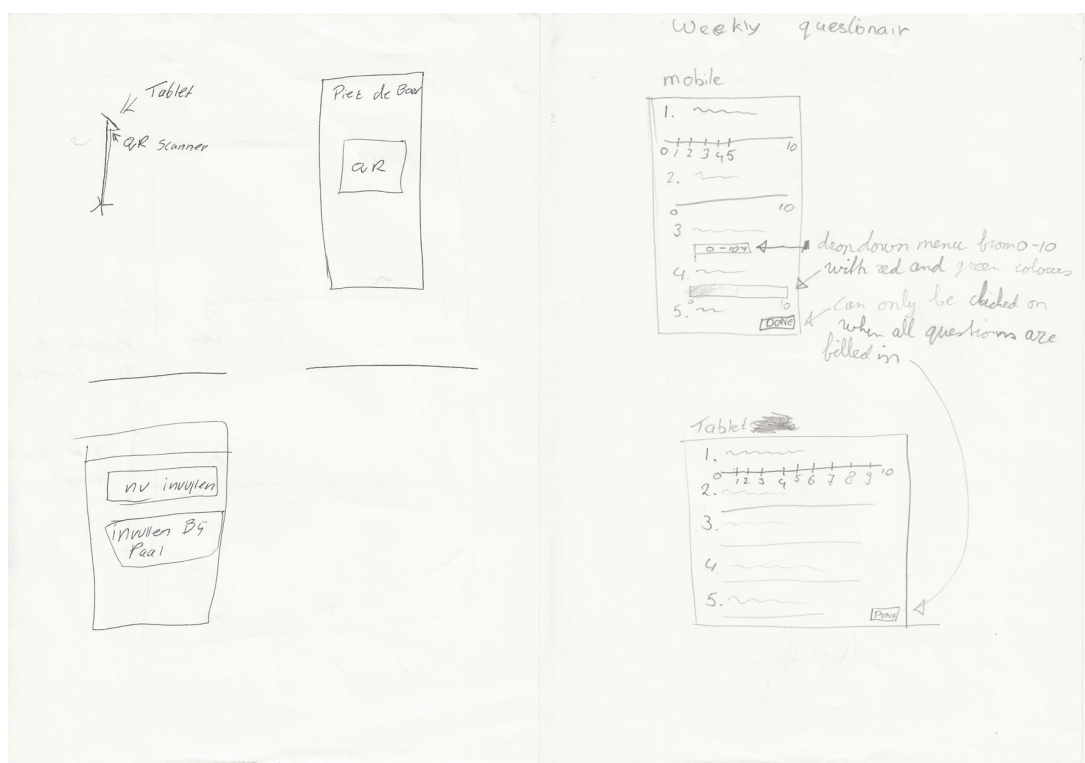 Tablet
QR scanner
Piet de Boer
QR
nu invullen
invullen Bij
Paal
Weekly questionair
mobile
1.
0 1 2 3 4 5 10
2.
0 10
3
0-10
4.
0 10
5.
DONE
dropdown menu from 0-10
with red and green colours
can only be clicked on
when all questions are
filled in
Tablet
1.
0 1 2 3 4 5 6 7 8 9 10
2.
3.
4.
5.
DONE